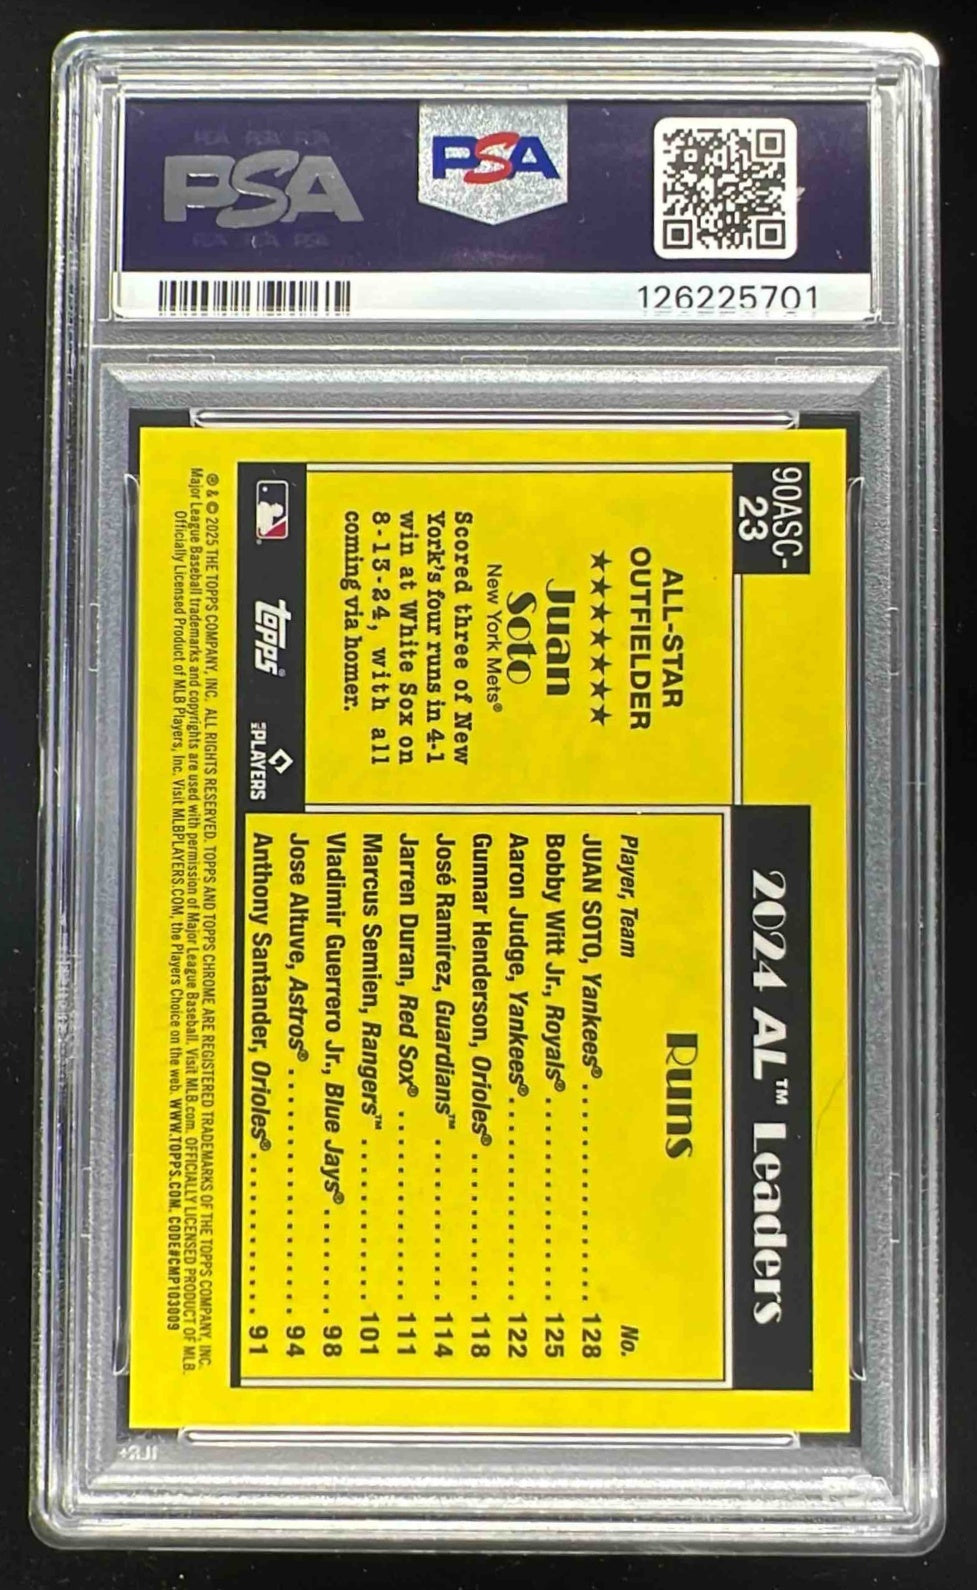 PSA
PSA
126225701
90ASC-
23
ALL-STAR
OUTFIELDER
★★★★★★★
Juan
Soto
New York Mets®
Scored three of New
York's four runs in 4-1
win at White Sox on
8-13-24, with all
coming via homer.
topps
MLB PLAYERS
2024 AL™ Leaders
Runs
Player, Team No.
JUAN SOTO, Yankees® 128
Bobby Witt Jr., Royals® 125
Aaron Judge, Yankees® 122
Gunnar Henderson, Orioles® 118
José Ramírez, Guardians™ 114
Jarren Duran, Red Sox® 111
Marcus Semien, Rangers™ 101
Vladimir Guerrero Jr., Blue Jays® 98
Jose Altuve, Astros® 94
Anthony Santander, Orioles® 91
® & © 2025 THE TOPPS COMPANY, INC. ALL RIGHTS RESERVED. TOPPS AND TOPPS CHROME ARE REGISTERED TRADEMARKS OF THE TOPPS COMPANY, INC.
Major League Baseball trademarks and copyrights are used with permission of Major League Baseball. Visit MLB.com. OFFICIALLY LICENSED PRODUCT OF MLB
Officially Licensed Product of MLB Players, Inc. Visit MLBPLAYERS.COM, the Players Choice on the web. WWW.TOPPS.COM. CODE#CMP103009